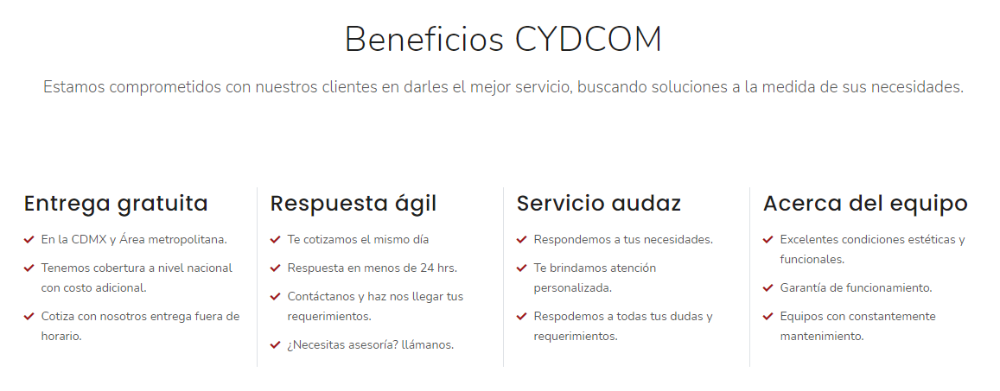 Beneficios CYDCOM
Estamos comprometidos con nuestros clientes en darles el mejor servicio, buscando soluciones a la medida de sus necesidades.
Entrega gratuita
En la CDMX y Área metropolitana.
Tenemos cobertura a nivel nacional
con costo adicional.
Cotiza con nosotros entrega fuera de
horario.
Respuesta ágil
Te cotizamos el mismo día
Respuesta en menos de 24 hrs.
Contáctanos y haz nos llegar tus
requerimientos.
¿Necesitas asesoría? llámanos.
Servicio audaz
Respondemos a tus necesidades.
Te brindamos atención
personalizada.
Respodemos a todas tus dudas y
requerimientos.
Acerca del equipo
Excelentes condiciones estéticas y
funcionales.
Garantía de funcionamiento.
Equipos con constantemente
mantenimiento.